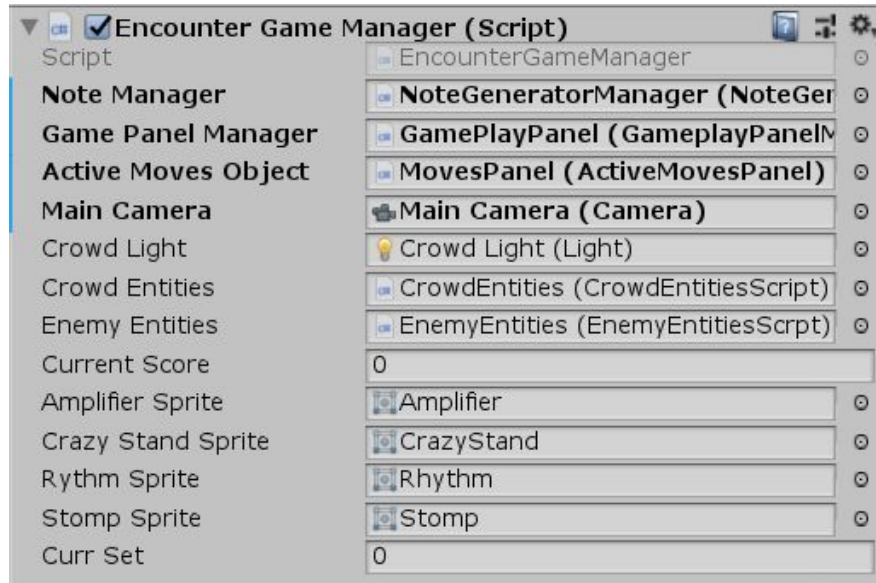 Encounter Game Manager (Script)
Script EncounterGameManager
Note Manager NoteGeneratorManager (NoteGer
Game Panel Manager GamePlayPanel (GameplayPanelM
Active Moves Object MovesPanel (ActiveMovesPanel)
Main Camera Main Camera (Camera)
Crowd Light Crowd Light (Light)
Crowd Entities CrowdEntities (CrowdEntitiesScript)
Enemy Entities EnemyEntities (EnemyEntitiesScrpt)
Current Score 0
Amplifier Sprite Amplifier
Crazy Stand Sprite CrazyStand
Rythm Sprite Rhythm
Stomp Sprite Stomp
Curr Set 0